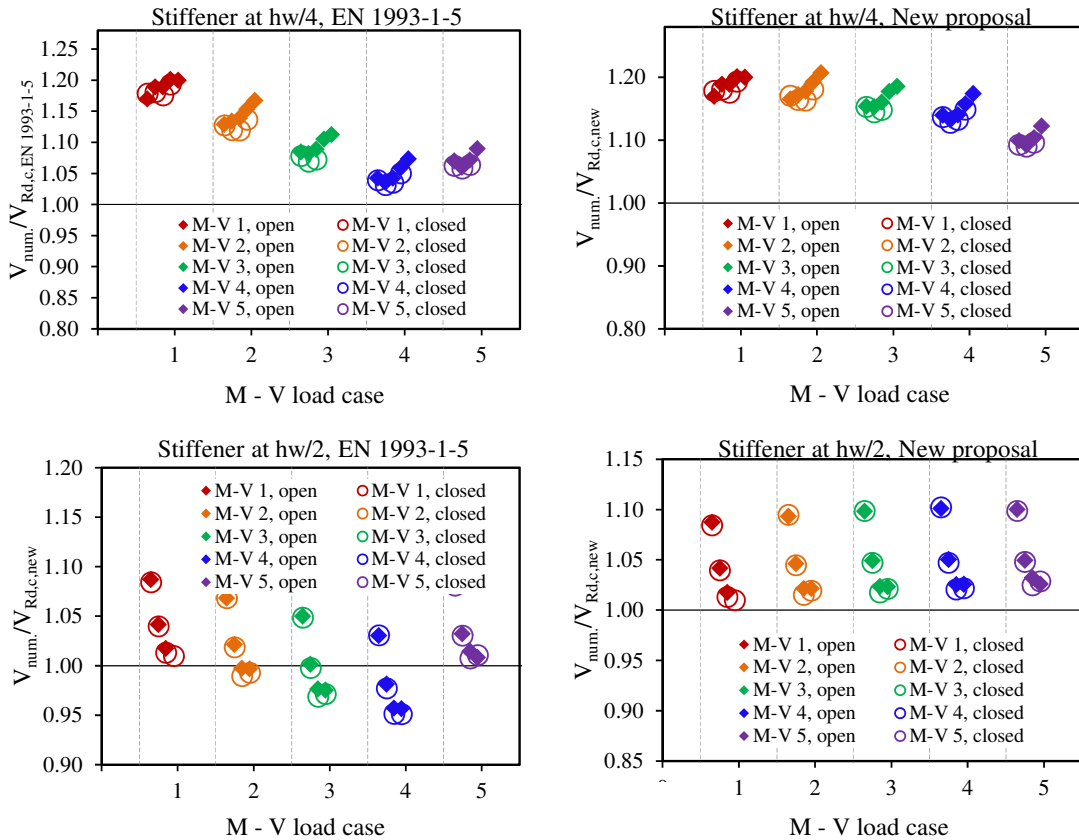 Stiffener at hw/4, EN 1993-1-5
V_num./V_Rd,c,EN 1993-1-5
1.25
1.20
1.15
1.10
1.05
1.00
0.95
0.90
0.85
0.80
M-V 1, open M-V 1, closed
M-V 2, open M-V 2, closed
M-V 3, open M-V 3, closed
M-V 4, open M-V 4, closed
M-V 5, open M-V 5, closed
1 2 3 4 5
M - V load case
Stiffener at hw/4, New proposal
V_num./V_Rd,c,new
1.20
1.10
1.00
0.90
0.80
M-V 1, open M-V 1, closed
M-V 2, open M-V 2, closed
M-V 3, open M-V 3, closed
M-V 4, open M-V 4, closed
M-V 5, open M-V 5, closed
1 2 3 4 5
M - V load case
Stiffener at hw/2, EN 1993-1-5
V_num./V_Rd,c,new
1.20
1.15
1.10
1.05
1.00
0.95
0.90
M-V 1, open M-V 1, closed
M-V 2, open M-V 2, closed
M-V 3, open M-V 3, closed
M-V 4, open M-V 4, closed
M-V 5, open M-V 5, closed
1 2 3 4 5
M - V load case
Stiffener at hw/2, New proposal
V_num./V_Rd,c,new
1.15
1.10
1.05
1.00
0.95
0.90
0.85
M-V 1, open M-V 1, closed
M-V 2, open M-V 2, closed
M-V 3, open M-V 3, closed
M-V 4, open M-V 4, closed
M-V 5, open M-V 5, closed
1 2 3 4 5
M - V load case